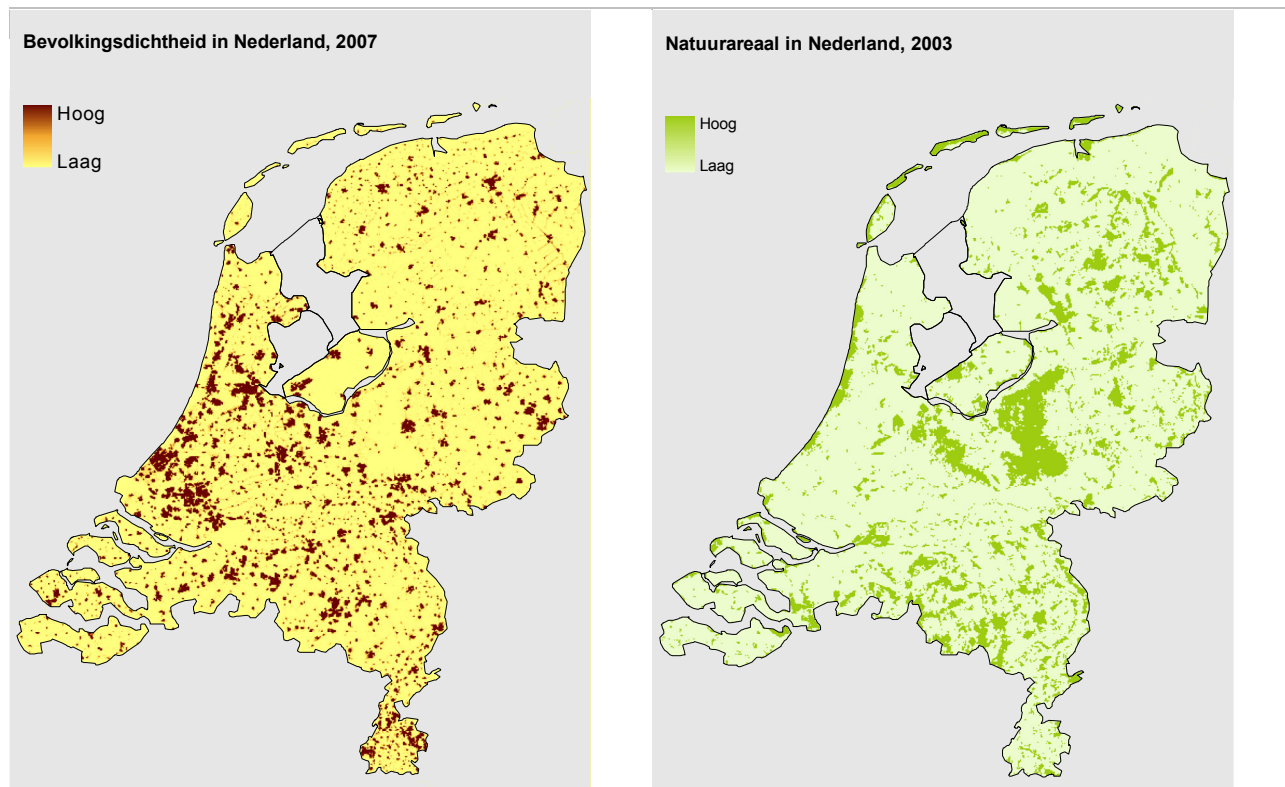 Bevolkingsdichtheid in Nederland, 2007
Hoog
Laag
Natuurareaal in Nederland, 2003
Hoog
Laag